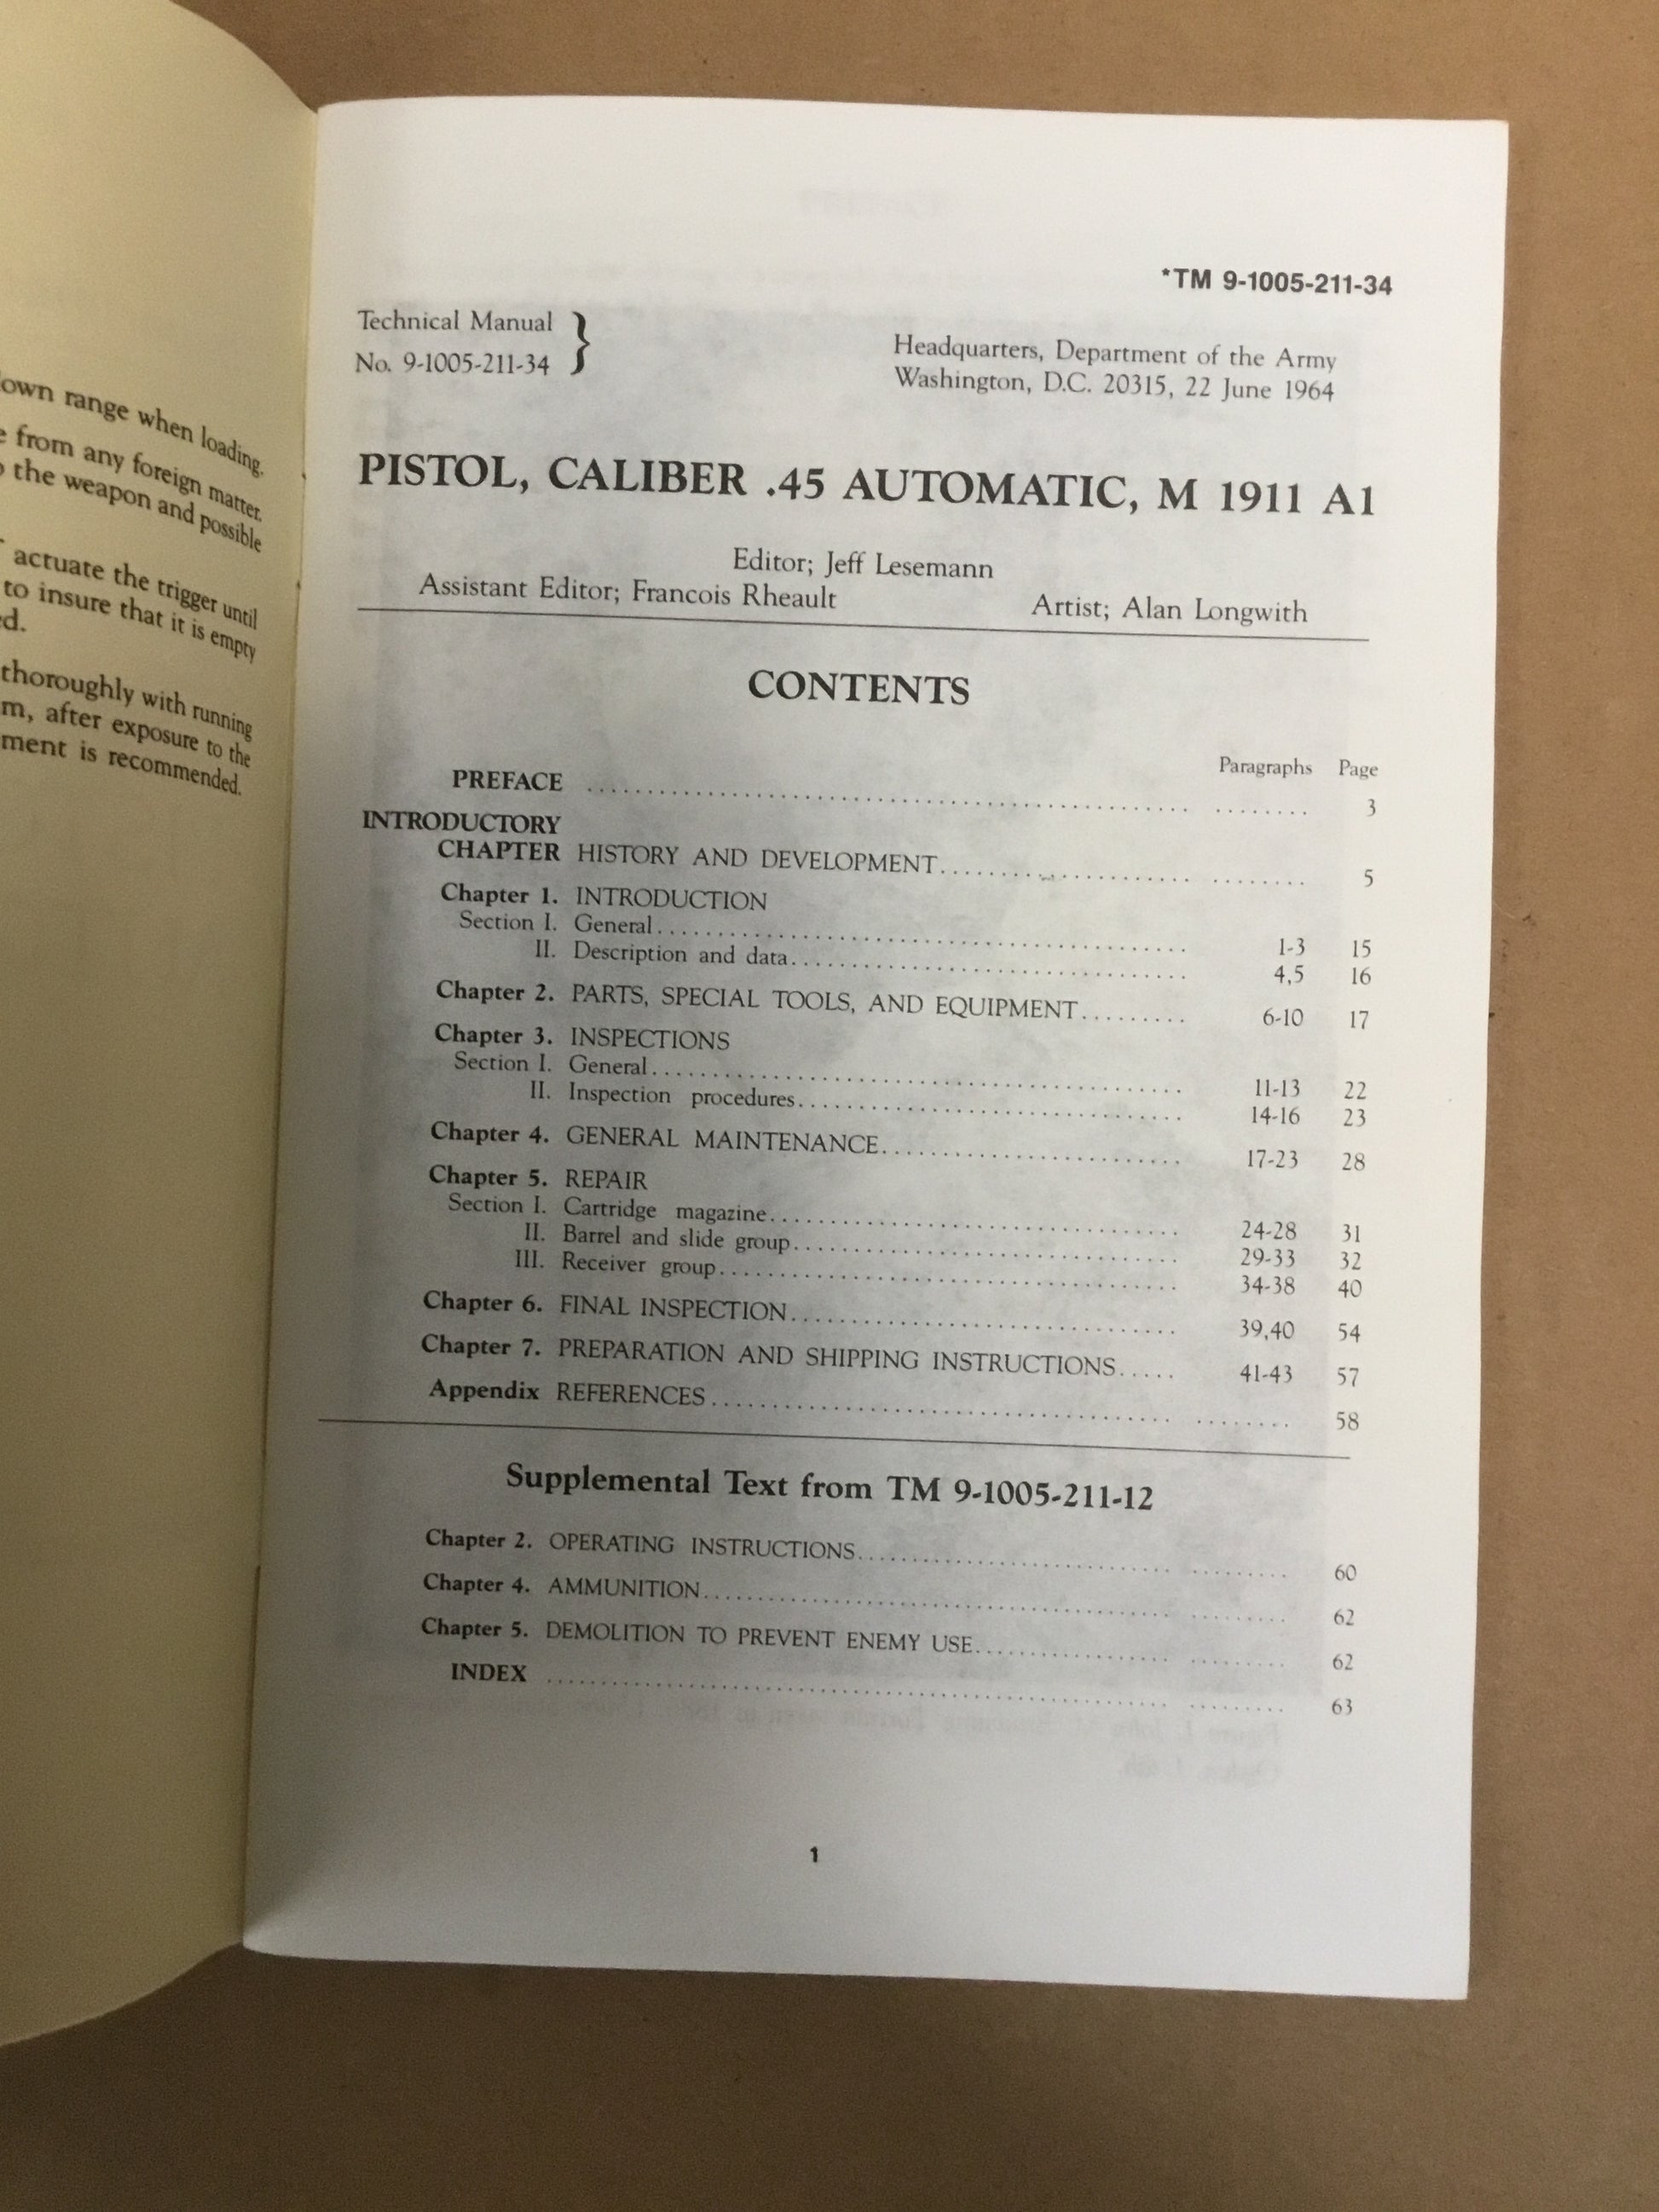 own range when loading.
from any foreign matter.
the weapon and possible
actuate the trigger until
to insure that it is empty
thoroughly with running
m, after exposure to the
ment is recommended.
*TM 9-1005-211-34
Technical Manual
No. 9-1005-211-34
}
Headquarters, Department of the Army
Washington, D.C. 20315, 22 June 1964
PISTOL, CALIBER .45 AUTOMATIC, M 1911 A1
Editor; Jeff Lesemann
Assistant Editor; Francois Rheault Artist; Alan Longwith
CONTENTS
Paragraphs Page
PREFACE 3
INTRODUCTORY
CHAPTER HISTORY AND DEVELOPMENT 5
Chapter 1. INTRODUCTION
Section I. General 1-3 15
II. Description and data 4,5 16
Chapter 2. PARTS, SPECIAL TOOLS, AND EQUIPMENT 6-10 17
Chapter 3. INSPECTIONS
Section I. General 11-13 22
II. Inspection procedures 14-16 23
Chapter 4. GENERAL MAINTENANCE 17-23 28
Chapter 5. REPAIR
Section I. Cartridge magazine 24-28 31
II. Barrel and slide group 29-33 32
III. Receiver group 34-38 40
Chapter 6. FINAL INSPECTION 39,40 54
Chapter 7. PREPARATION AND SHIPPING INSTRUCTIONS 41-43 57
Appendix REFERENCES 58
Supplemental Text from TM 9-1005-211-12
Chapter 2. OPERATING INSTRUCTIONS 60
Chapter 4. AMMUNITION 62
Chapter 5. DEMOLITION TO PREVENT ENEMY USE 62
INDEX 63
1